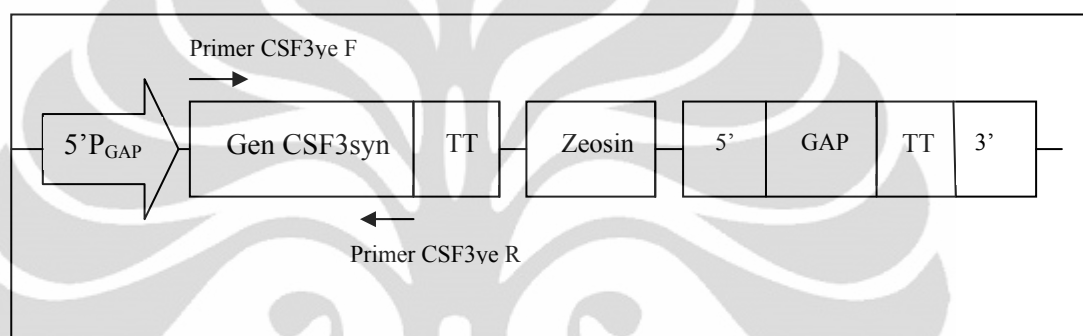 Primer CSF3ye F
5’P_GAP Gen CSF3syn TT Zeosin 5’ GAP TT 3’
Primer CSF3ye R